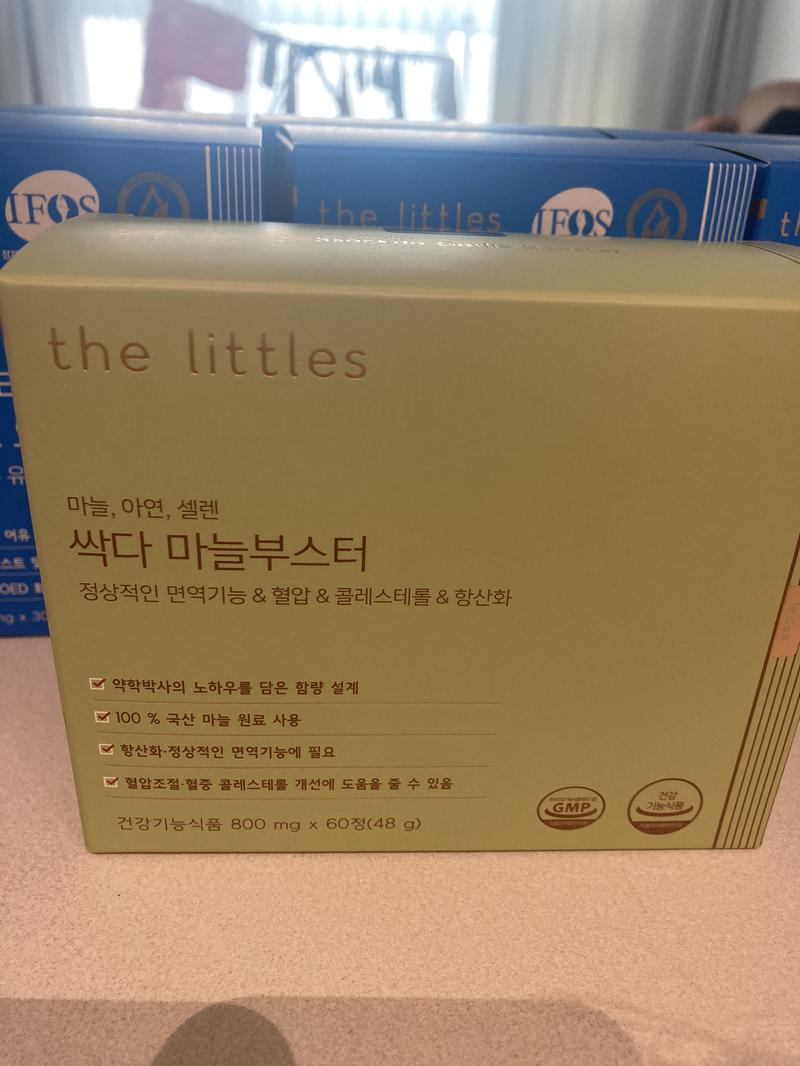 IFOS
the littles
IFOS
the littles
마늘, 아연, 셀렌
싹다 마늘부스터
정상적인 면역기능 & 혈압 & 콜레스테롤 & 항산화
약학박사의 노하우를 담은 함량 설계
100 % 국산 마늘 원료 사용
항산화·정상적인 면역기능에 필요
혈압조절·혈중 콜레스테롤 개선에 도움을 줄 수 있음
건강기능식품 800 mg x 60정(48 g)
GMP
건강
기능식품